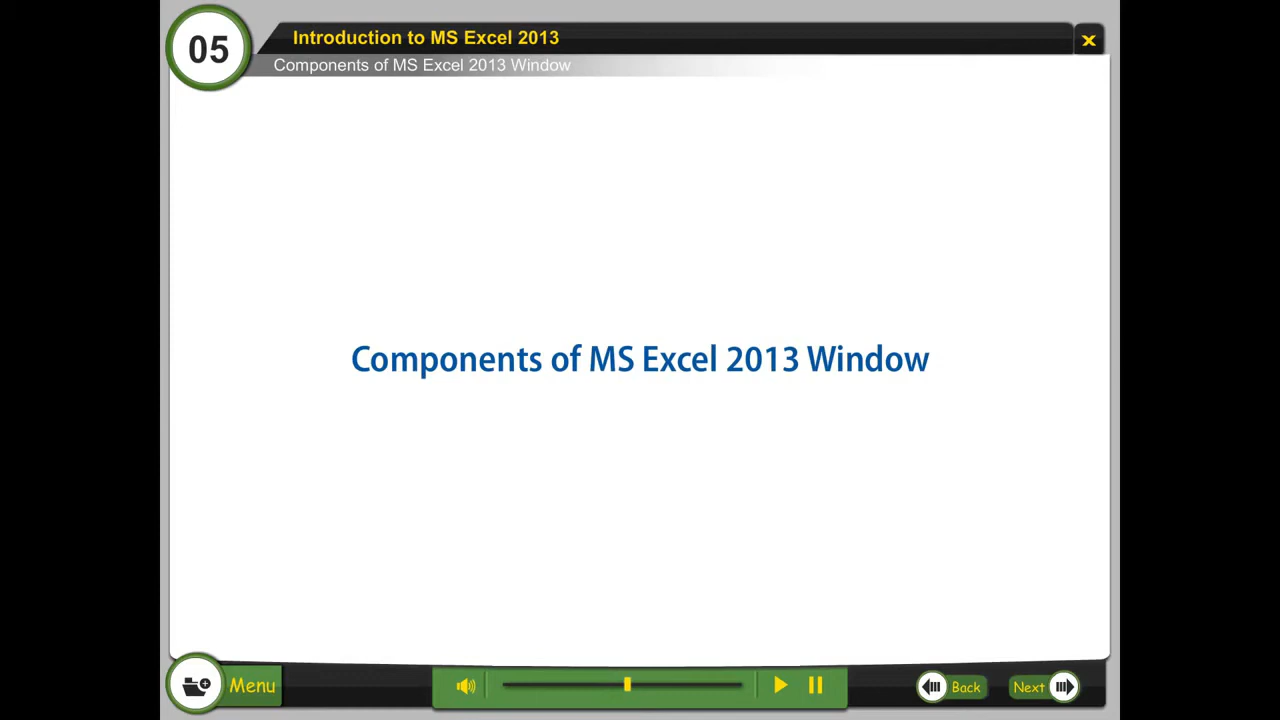 05
Introduction to MS Excel 2013
x
Components of MS Excel 2013 Window
Components of MS Excel 2013 Window
Menu
Back
Next